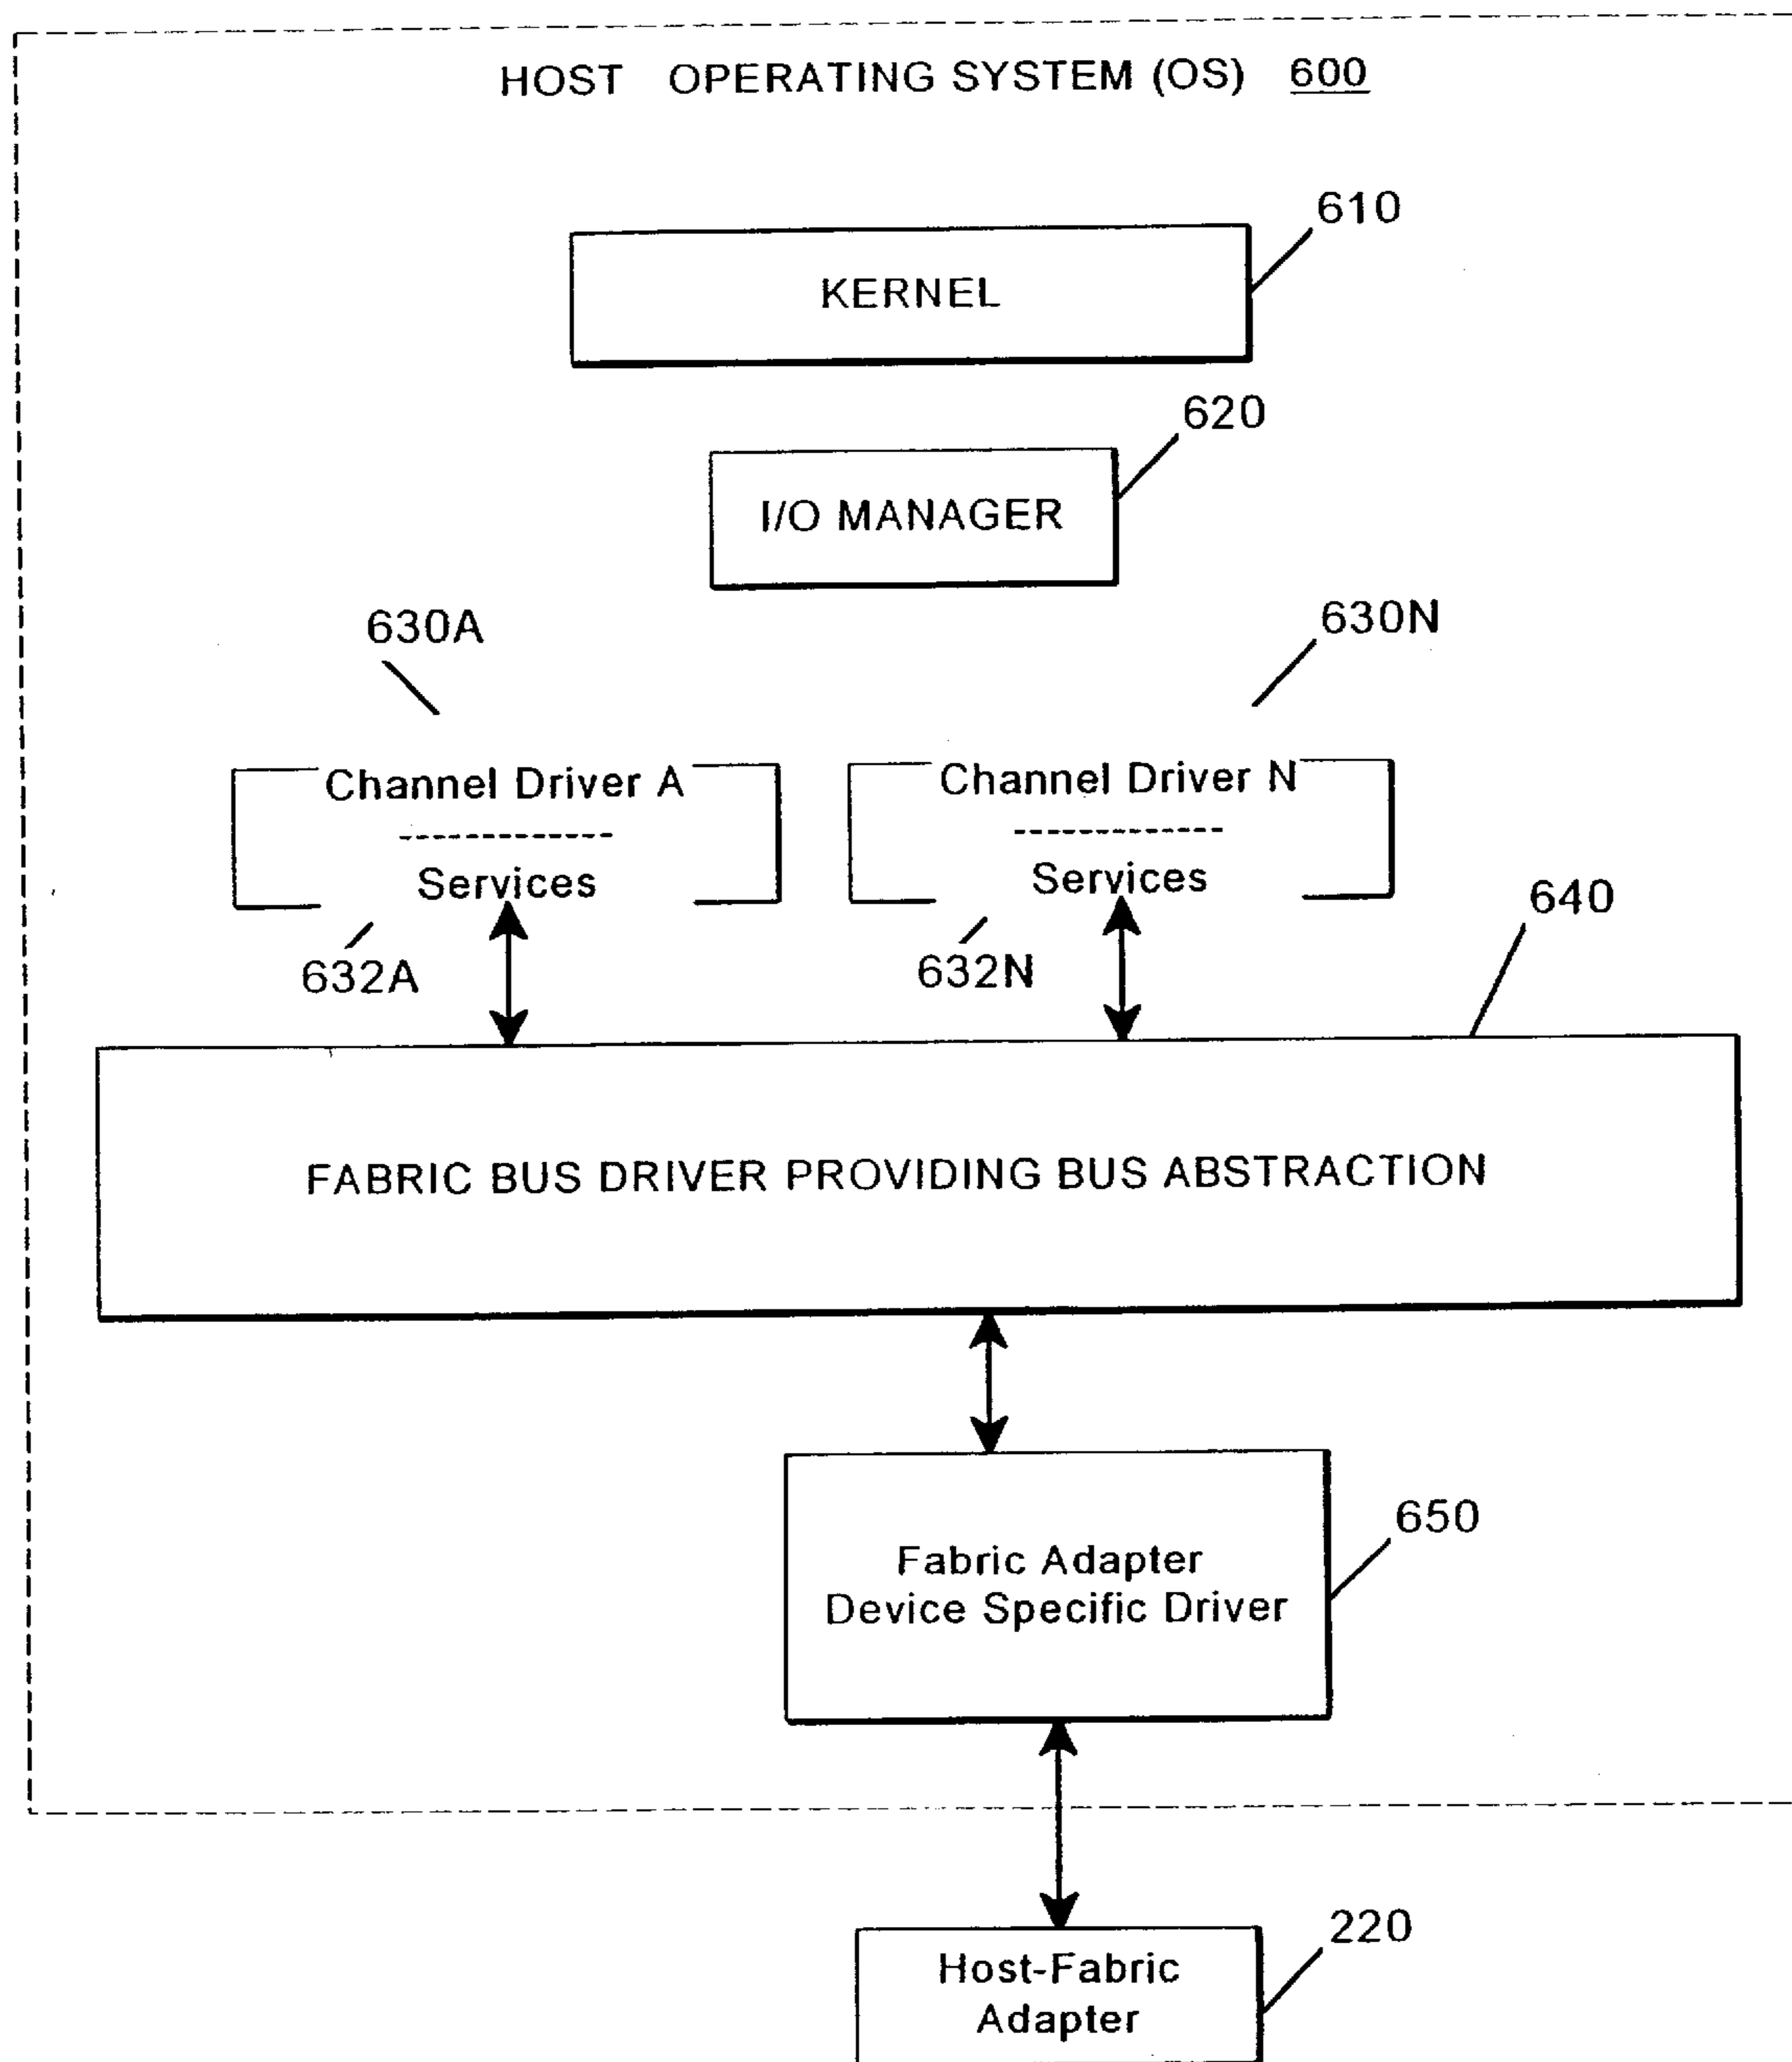 HOST OPERATING SYSTEM (OS) 600
610
KERNEL
620
I/O MANAGER
630A
630N
Channel Driver A
Services
Channel Driver N
Services
632A
632N
640
FABRIC BUS DRIVER PROVIDING BUS ABSTRACTION
650
Fabric Adapter
Device Specific Driver
220
Host-Fabric
Adapter